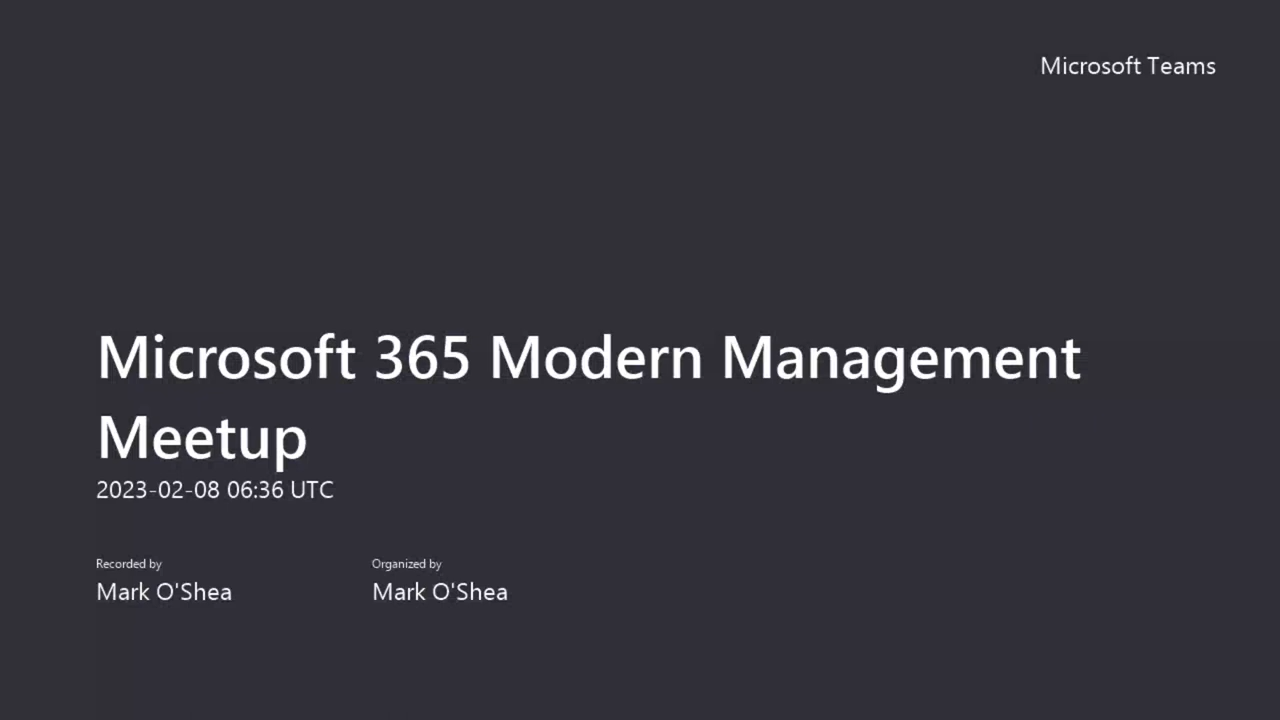 Microsoft Teams
Microsoft 365 Modern Management
Meetup
2023-02-08 06:36 UTC
Recorded by
Organized by
Mark O'Shea
Mark O'Shea